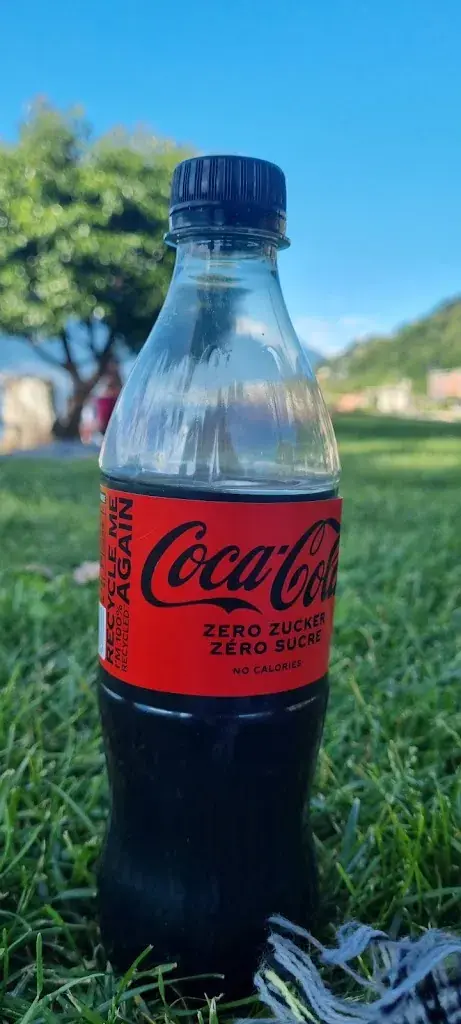 RECYCLE ME
AGAIN
I'M 100%
RECYCLED
Coca-Cola
ZERO ZUCKER
ZÉRO SUCRE
NO CALORIES